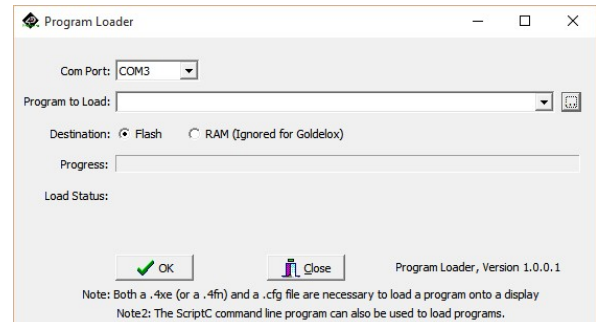 Program Loader
Com Port: COM3
Program to Load:
...
Destination: Flash RAM (Ignored for Goldelox)
Progress:
Load Status:
OK Close Program Loader, Version 1.0.0.1
Note: Both a .4xe (or a .4fn) and a .cfg file are necessary to load a program onto a display
Note2: The ScriptC command line program can also be used to load programs.